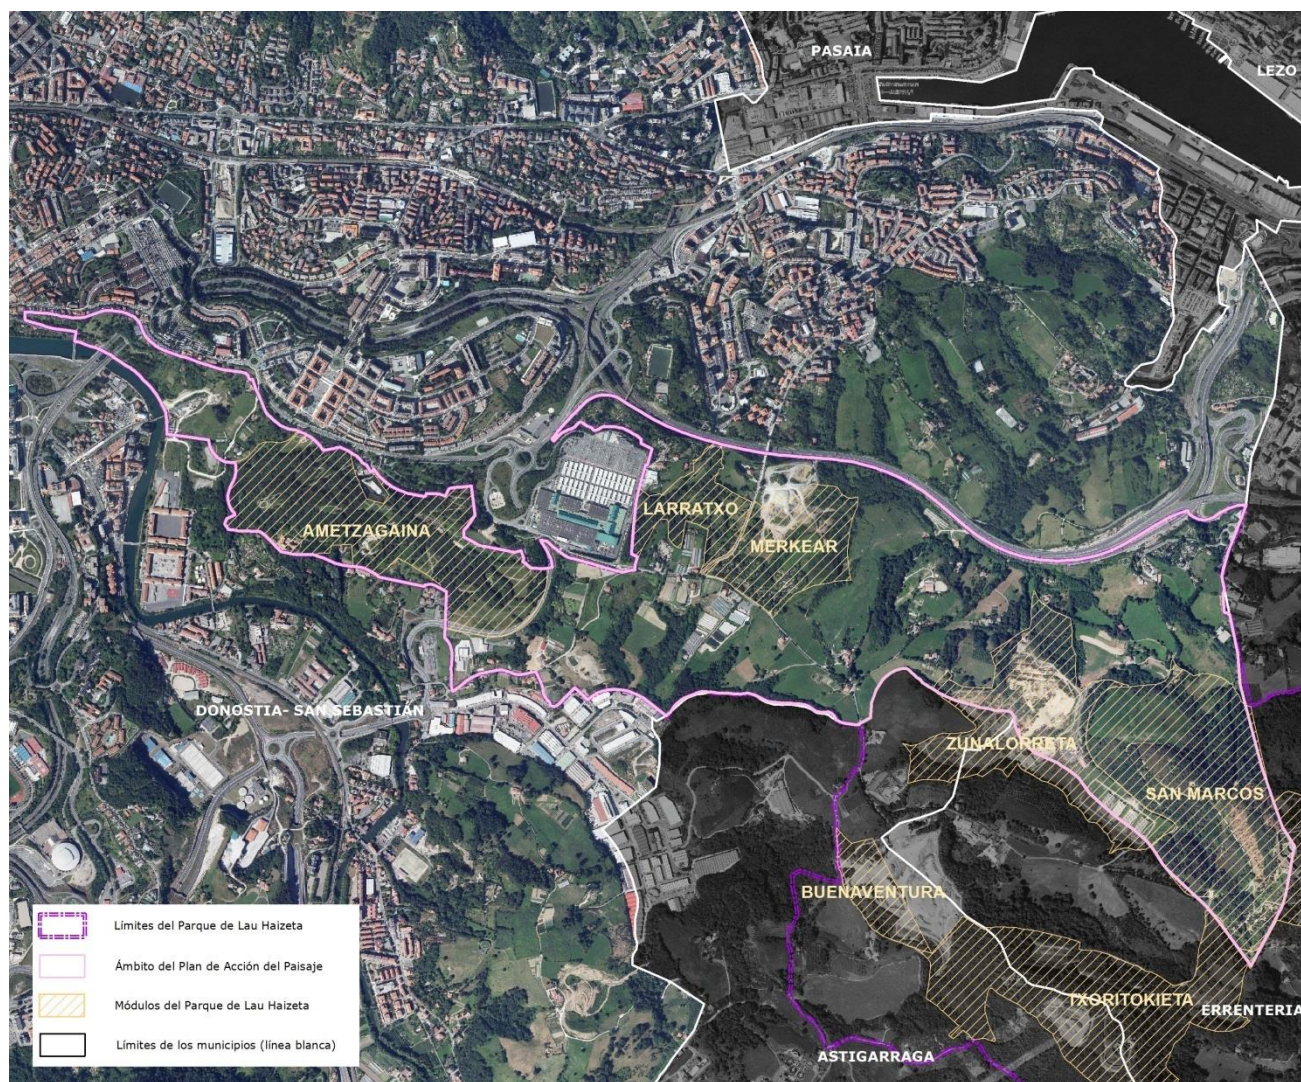 PASAIA
LEZO
LARRATXO
AMETZAGAINA
MERKEAR
DONOSTIA- SAN SEBASTIÁN
ZUNALORRETA
SAN MARCOS
BUENAVENTURA
TXORITOKIETA
ERRENTERIA
ASTIGARRAGA
Límites del Parque de Lau Haizeta
Ámbito del Plan de Acción del Paisaje
Módulos del Parque de Lau Haizeta
Límites de los municipios (línea blanca)